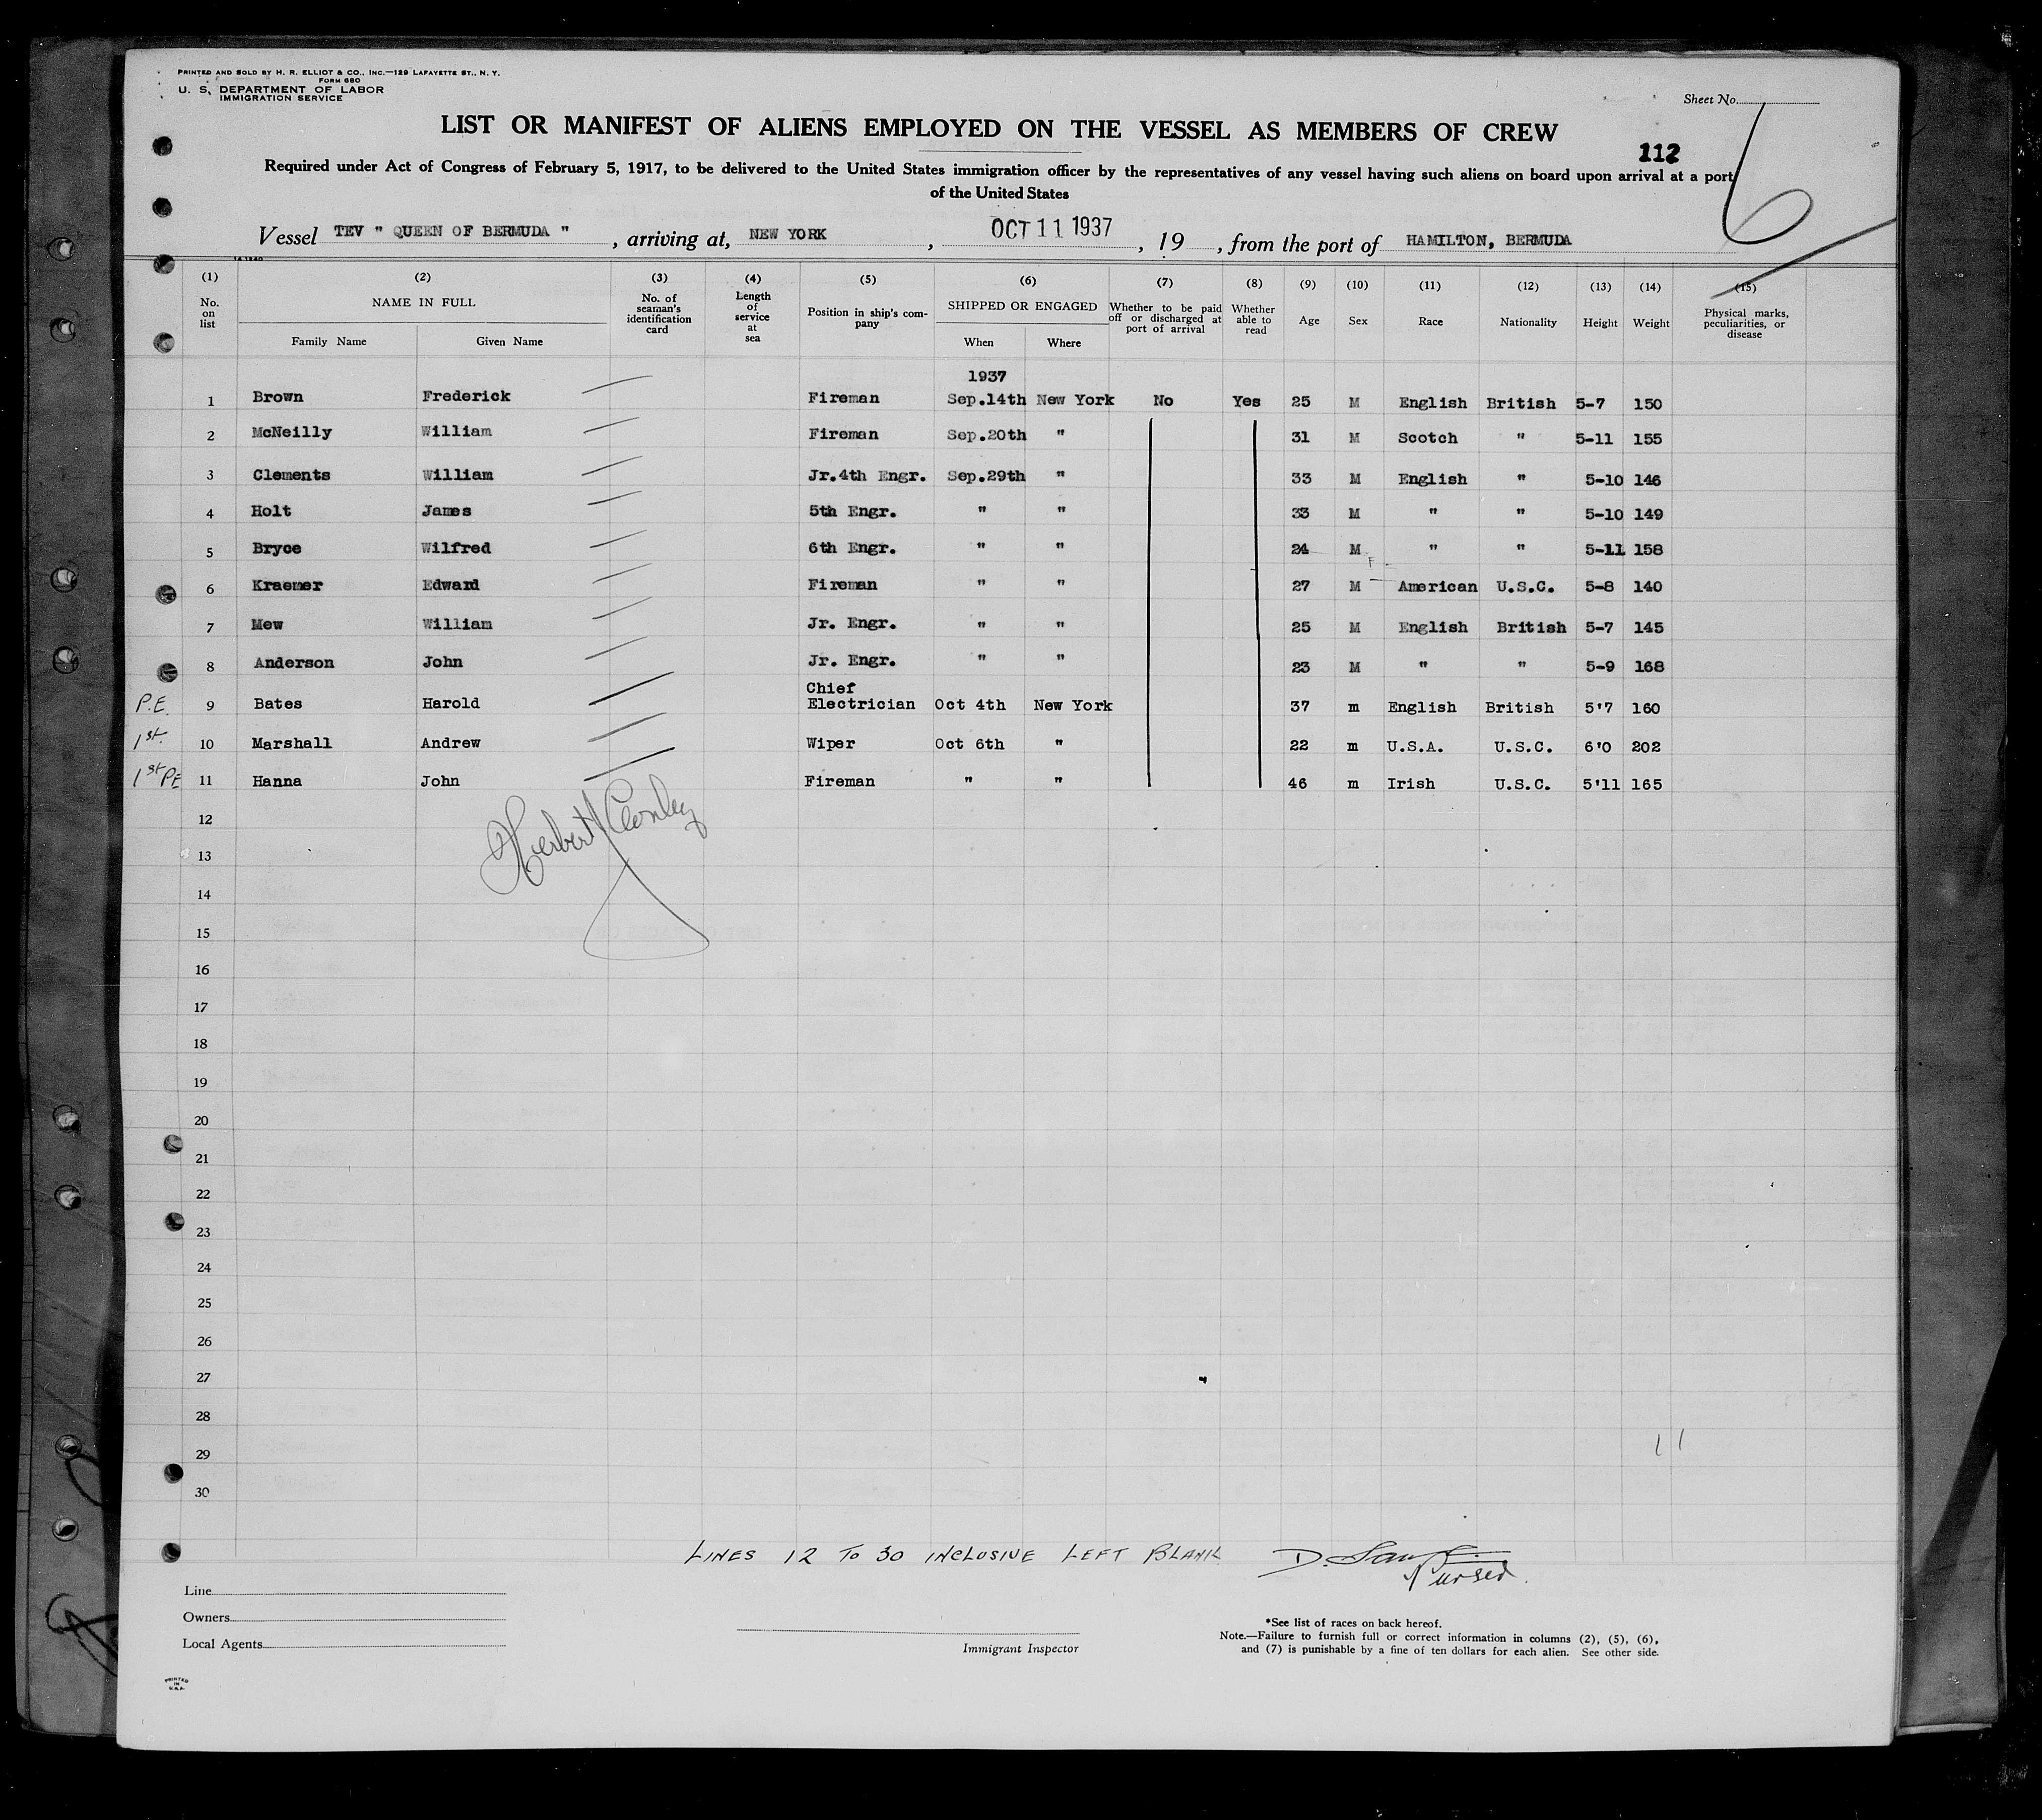 PRINTED AND SOLD BY H. R. ELLIOT & CO., INC.—129 LAFAYETTE ST., N. Y.
FORM 680
U. S. DEPARTMENT OF LABOR
IMMIGRATION SERVICE
Sheet No.
6
LIST OR MANIFEST OF ALIENS EMPLOYED ON THE VESSEL AS MEMBERS OF CREW
112
Required under Act of Congress of February 5, 1917, to be delivered to the United States immigration officer by the representatives of any vessel having such aliens on board upon arrival at a port
of the United States
Vessel TEV " QUEEN OF BERMUDA " , arriving at, NEW YORK , OCT 11 1937 , 19 , from the port of HAMILTON, BERMUDA
(1) (2) (3) (4) (5) (6) (7) (8) (9) (10) (11) (12) (13) (14) (15)
No. on list NAME IN FULL Family Name Given Name No. of seaman's identification card Length of service at sea Position in ship's company SHIPPED OR ENGAGED When Where Whether to be paid off or discharged at port of arrival Whether able to read Age Sex Race Nationality Height Weight Physical marks, peculiarities, or disease
1937
1 Brown Frederick Fireman Sep.14th New York No Yes 25 M English British 5-7 150
2 McNeilly William Fireman Sep.20th " 31 M Scotch " 5-11 155
3 Clements William Jr.4th Engr. Sep.29th " 33 M English " 5-10 146
4 Holt James 5th Engr. " " 33 M " " 5-10 149
5 Bryce Wilfred 6th Engr. " " 24 M " " 5-11 158
6 Kraemer Edward Fireman " " 27 M American U.S.C. 5-8 140
7 Mew William Jr. Engr. " " 25 M English British 5-7 145
8 Anderson John Jr. Engr. " " 23 M " " 5-9 168
P.E. 9 Bates Harold Chief Electrician Oct 4th New York 37 m English British 5'7 160
1st. 10 Marshall Andrew Wiper Oct 6th " 22 m U.S.A. U.S.C. 6'0 202
1st PE 11 Hanna John Fireman " " 46 m Irish U.S.C. 5'11 165
12
Herbert
13
14
15
16
17
18
19
20
21
22
23
24
25
26
27
28
29
11
30
LINES 12 TO 30 INCLUSIVE LEFT BLANK D.
Purser.
Line
Owners
Local Agents
Immigrant Inspector
*See list of races on back hereof.
Note.—Failure to furnish full or correct information in columns (2), (5), (6),
and (7) is punishable by a fine of ten dollars for each alien. See other side.
PRINTED
IN
U.S.A.